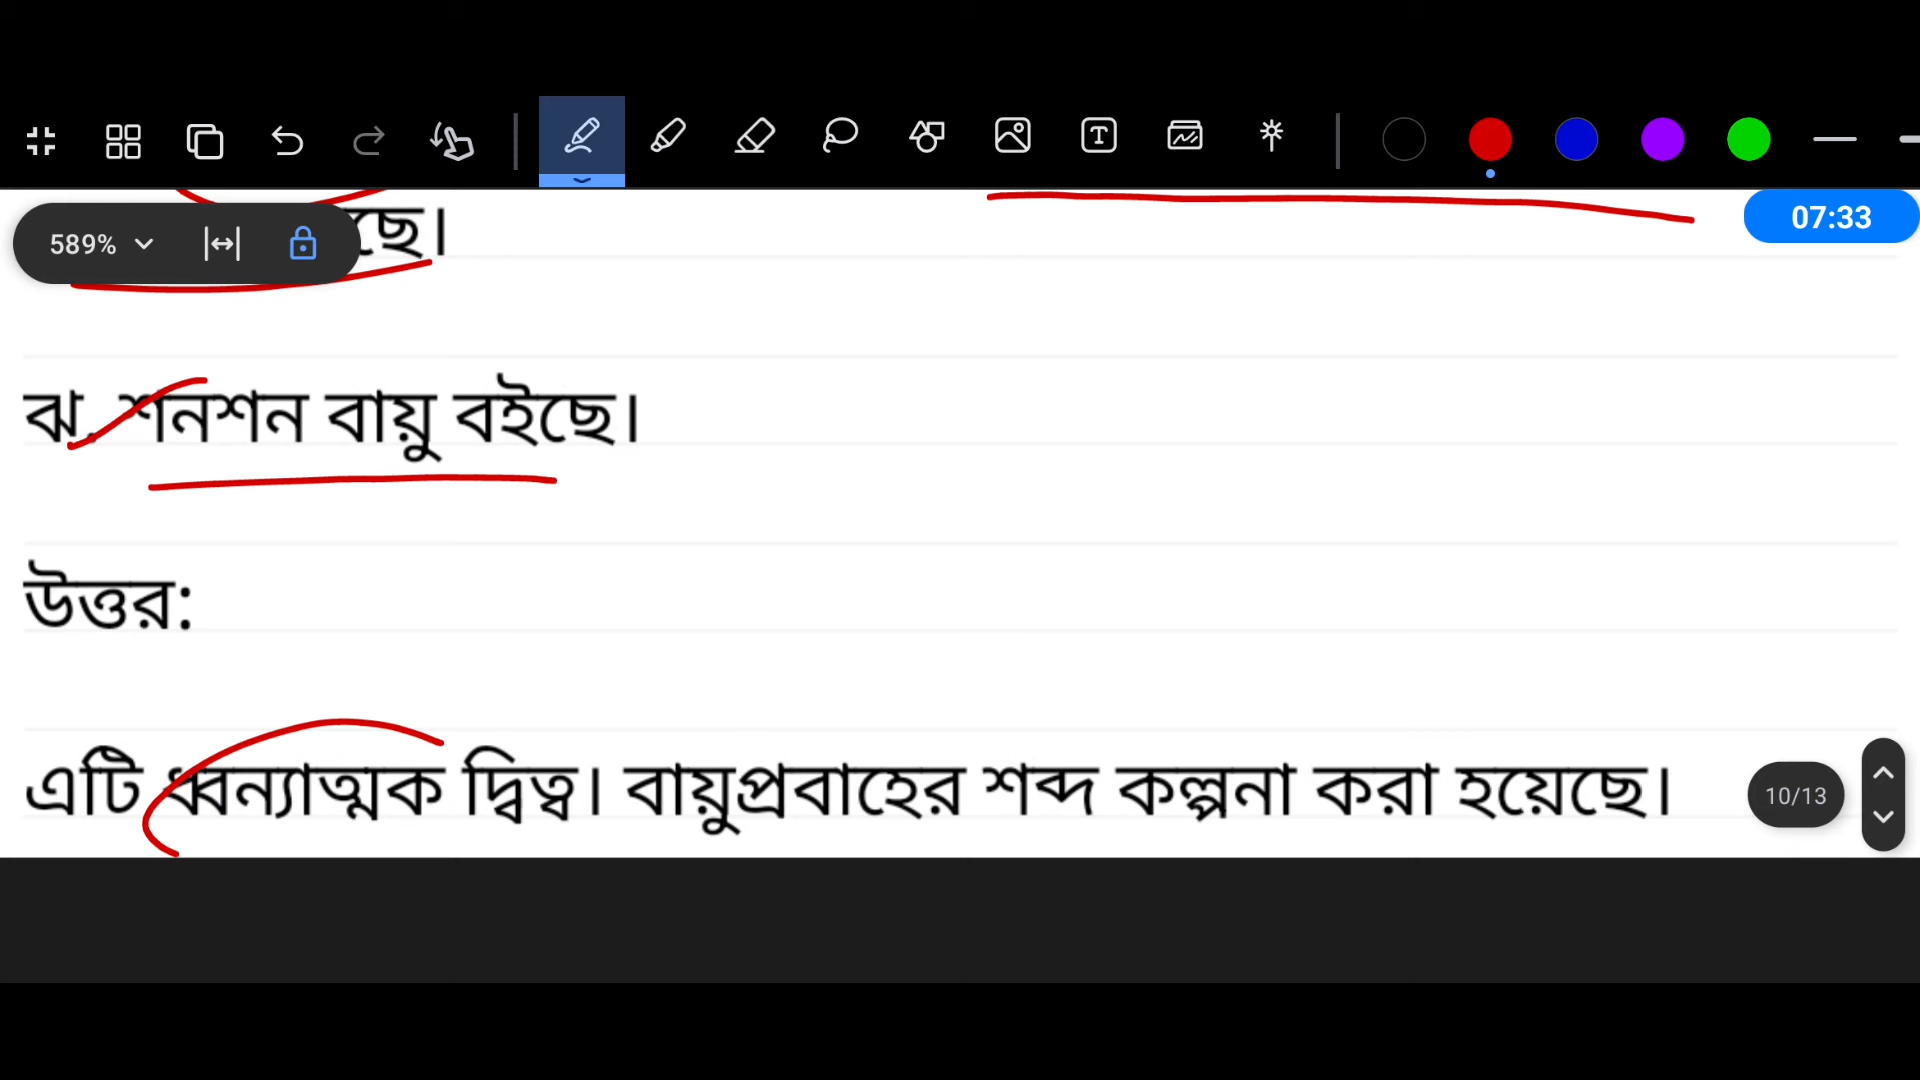 589%
07:33
ছে।
ঝ. শনশন বায়ু বইছে।
উত্তর:
এটি ধ্বন্যাত্মক দ্বিত্ব। বায়ুপ্রবাহের শব্দ কল্পনা করা হয়েছে।
10/13